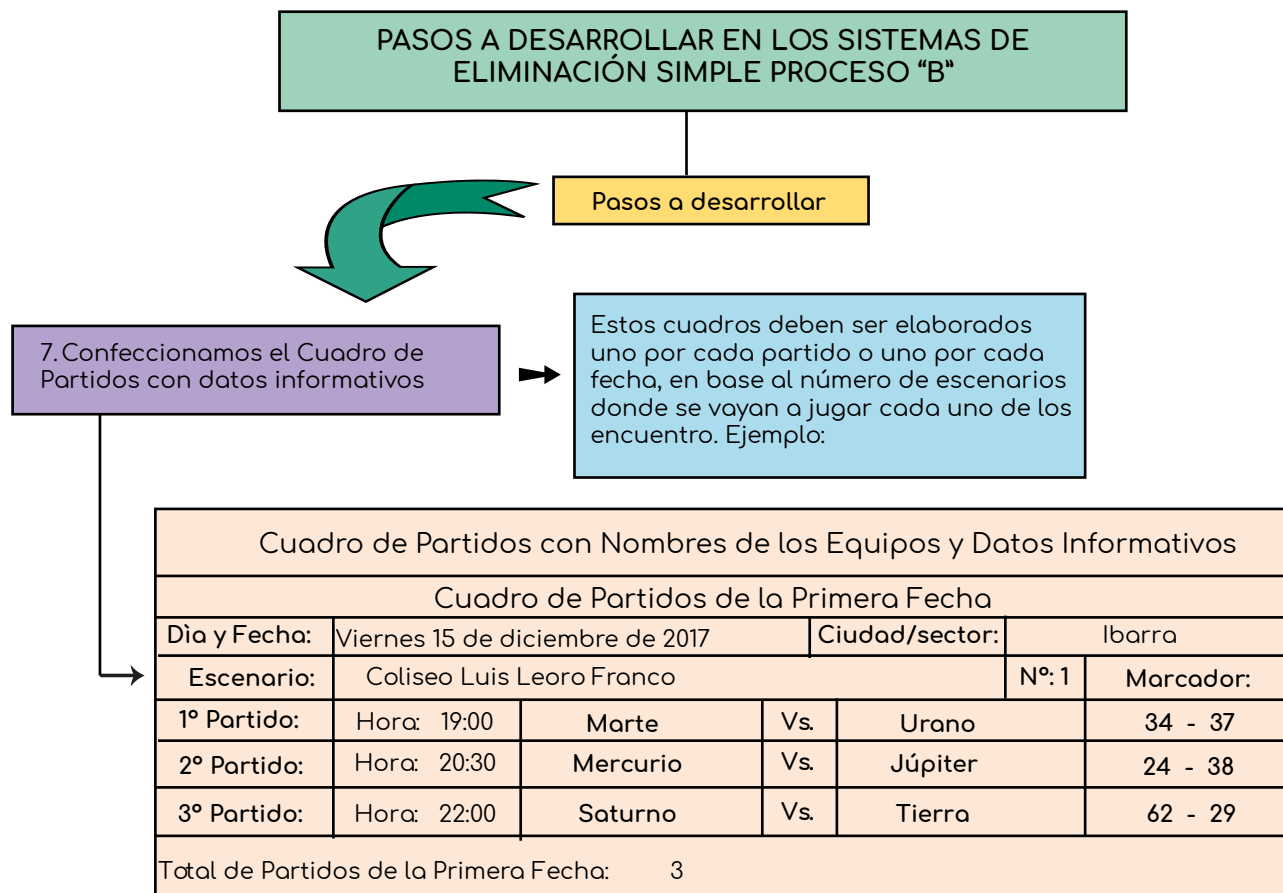 PASOS A DESARROLLAR EN LOS SISTEMAS DE
ELIMINACIÓN SIMPLE PROCESO “B”
Pasos a desarrollar
7. Confeccionamos el Cuadro de
Partidos con datos informativos
Estos cuadros deben ser elaborados
uno por cada partido o uno por cada
fecha, en base al número de escenarios
donde se vayan a jugar cada uno de los
encuentro. Ejemplo:
Cuadro de Partidos con Nombres de los Equipos y Datos Informativos
Cuadro de Partidos de la Primera Fecha
Dìa y Fecha: Viernes 15 de diciembre de 2017 Ciudad/sector: Ibarra
Escenario: Coliseo Luis Leoro Franco Nº: 1 Marcador:
1º Partido: Hora: 19:00 Marte Vs. Urano 34 - 37
2º Partido: Hora: 20:30 Mercurio Vs. Júpiter 24 - 38
3º Partido: Hora: 22:00 Saturno Vs. Tierra 62 - 29
Total de Partidos de la Primera Fecha: 3